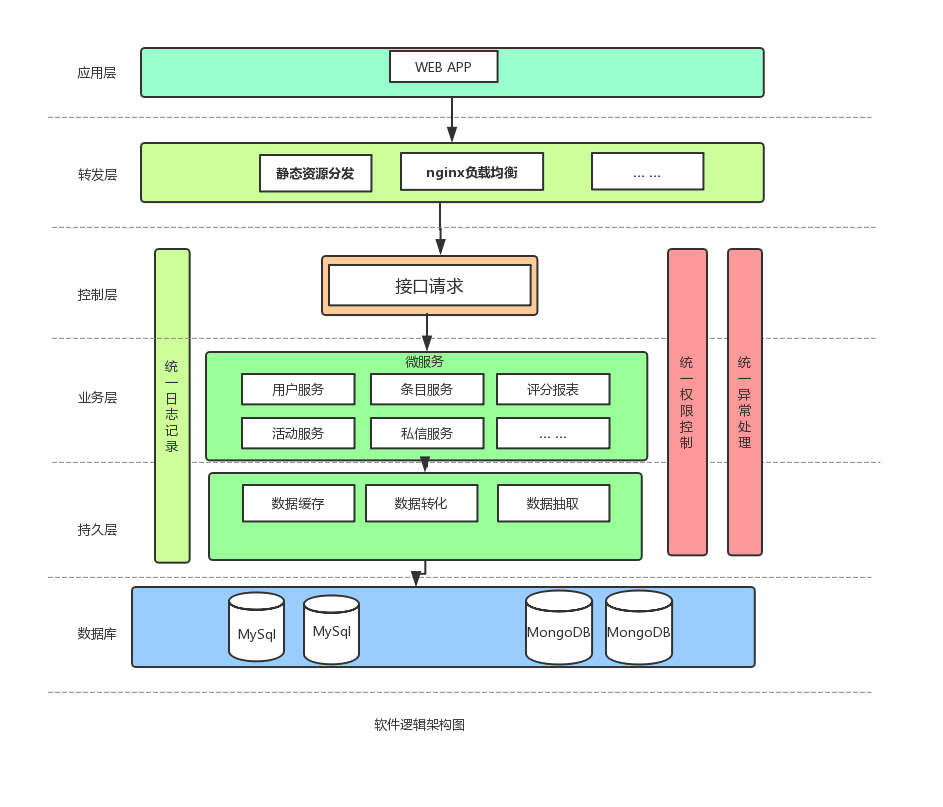 应用层
WEB APP
转发层
静态资源分发
nginx负载均衡
... ...
控制层
接口请求
统一日志记录
统一权限控制
统一异常处理
业务层
微服务
用户服务
条目服务
评分报表
活动服务
私信服务
... ...
持久层
数据缓存
数据转化
数据抽取
数据库
MySql
MySql
MongoDB
MongoDB
软件逻辑架构图